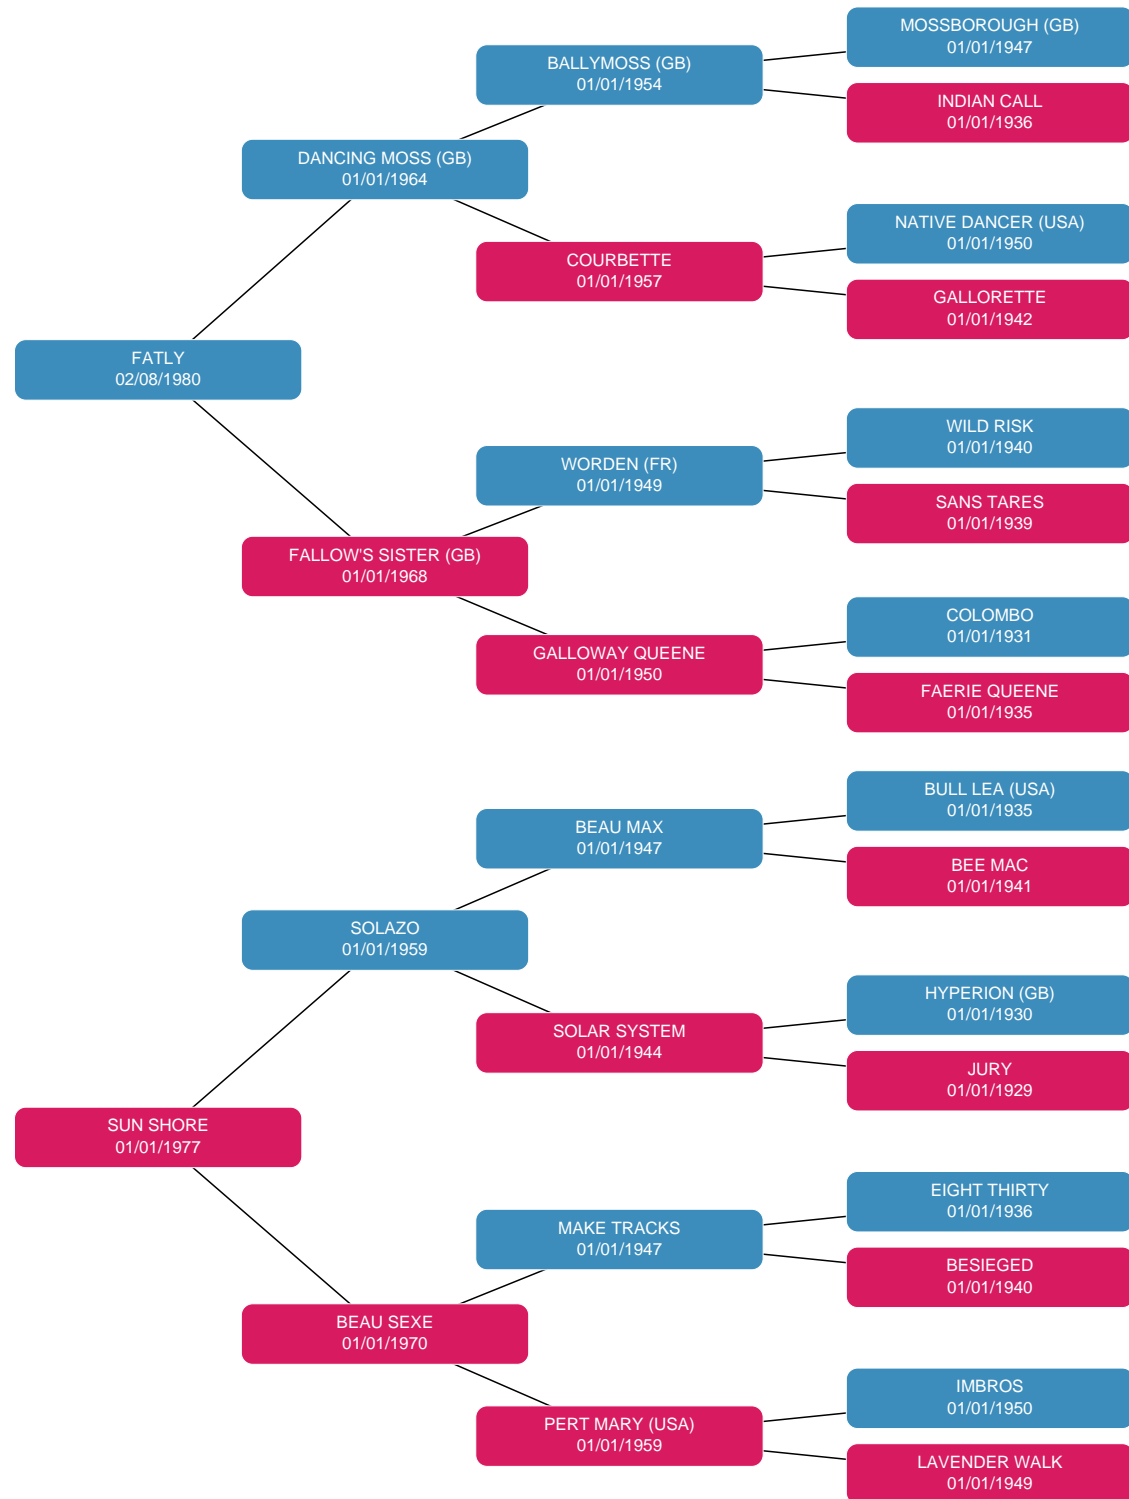 MOSSBOROUGH (GB)
01/01/1947
BALLYMOSS (GB)
01/01/1954
INDIAN CALL
01/01/1936
DANCING MOSS (GB)
01/01/1964
NATIVE DANCER (USA)
01/01/1950
COURBETTE
01/01/1957
GALLORETTE
01/01/1942
FATLY
02/08/1980
WILD RISK
01/01/1940
WORDEN (FR)
01/01/1949
SANS TARES
01/01/1939
FALLOW'S SISTER (GB)
01/01/1968
COLOMBO
01/01/1931
GALLOWAY QUEENE
01/01/1950
FAERIE QUEENE
01/01/1935
BULL LEA (USA)
01/01/1935
BEAU MAX
01/01/1947
BEE MAC
01/01/1941
SOLAZO
01/01/1959
HYPERION (GB)
01/01/1930
SOLAR SYSTEM
01/01/1944
JURY
01/01/1929
SUN SHORE
01/01/1977
EIGHT THIRTY
01/01/1936
MAKE TRACKS
01/01/1947
BESIEGED
01/01/1940
BEAU SEXE
01/01/1970
IMBROS
01/01/1950
PERT MARY (USA)
01/01/1959
LAVENDER WALK
01/01/1949